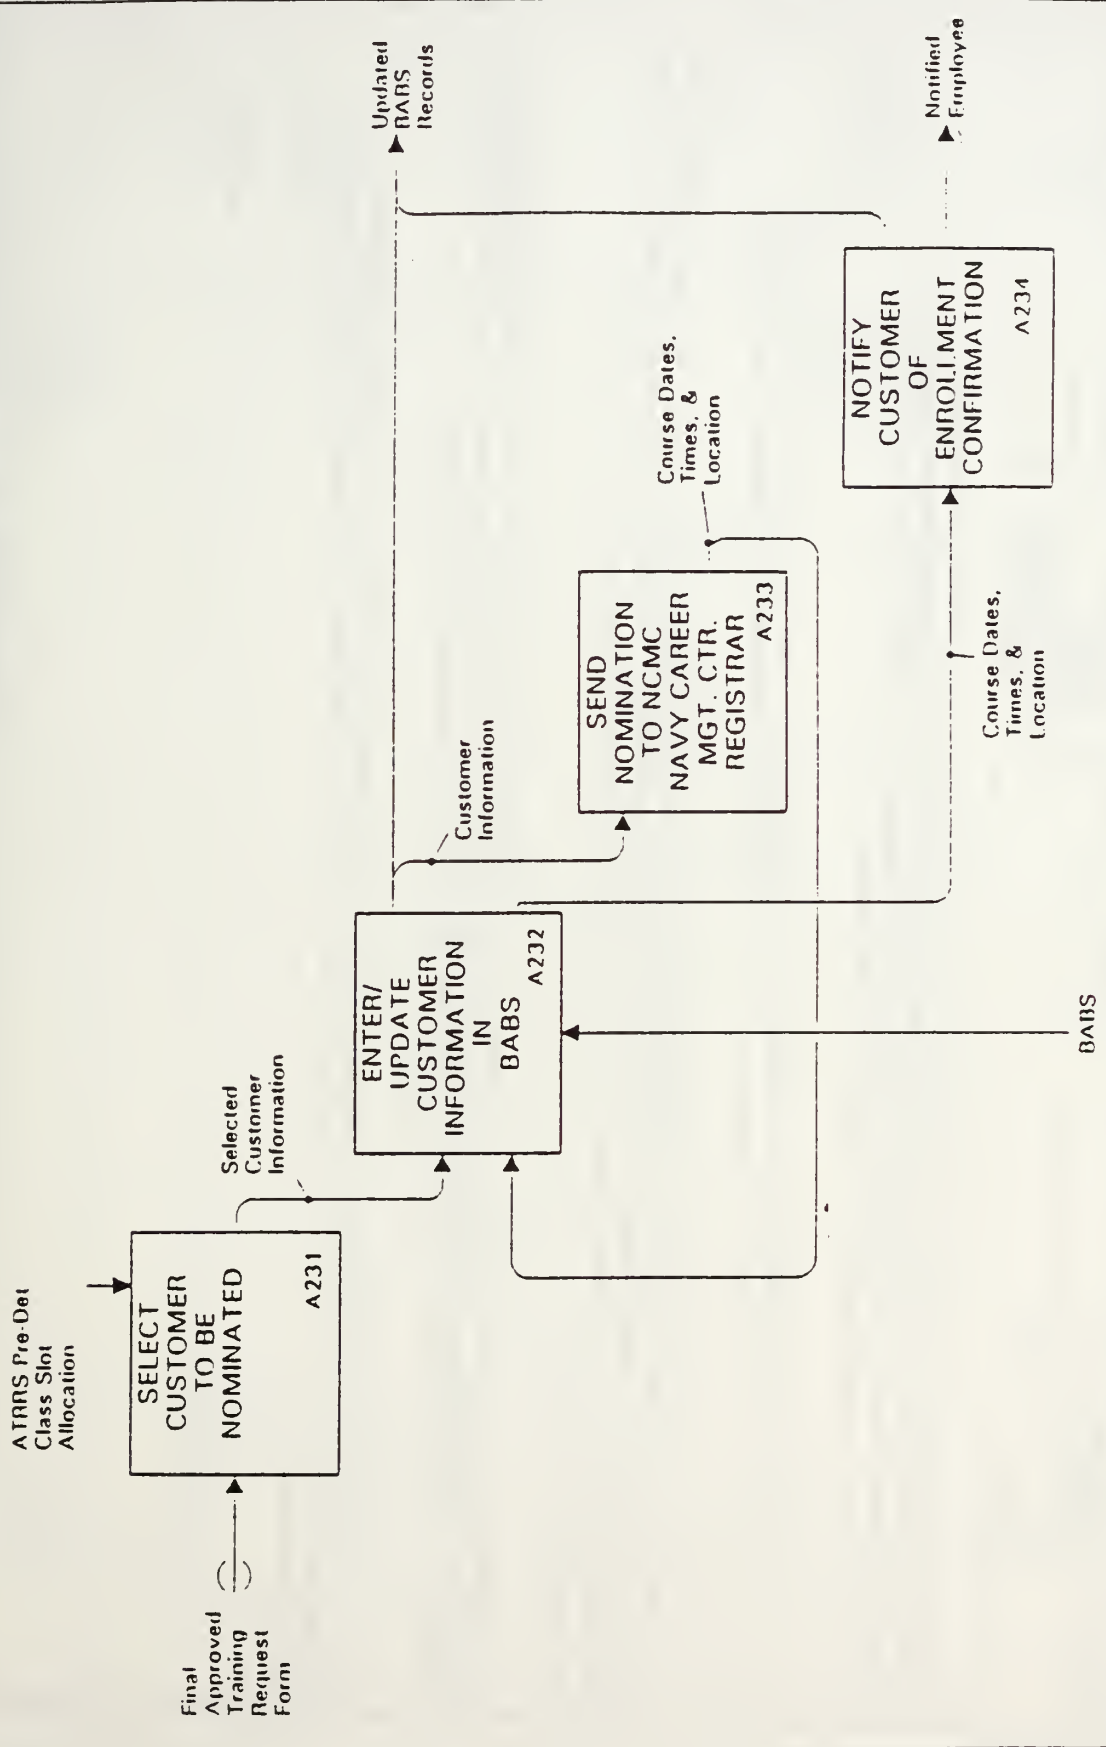 ATRRS Pre-Det
Class Slot
Allocation
Final
Approved
Training
Request
Form
SELECT
CUSTOMER
TO BE
NOMINATED
A231
Selected
Customer
Information
ENTER/
UPDATE
CUSTOMER
INFORMATION
IN
BABS
A232
BABS
Customer
Information
SEND
NOMINATION
TO NCMC
NAVY CAREER
MGT. CTR.
REGISTRAR
A233
Course Dates,
Times, &
Location
Course Dates,
Times, &
Location
NOTIFY
CUSTOMER
OF
ENROLLMENT
CONFIRMATION
A234
Updated
BABS
Records
Notified
Employee